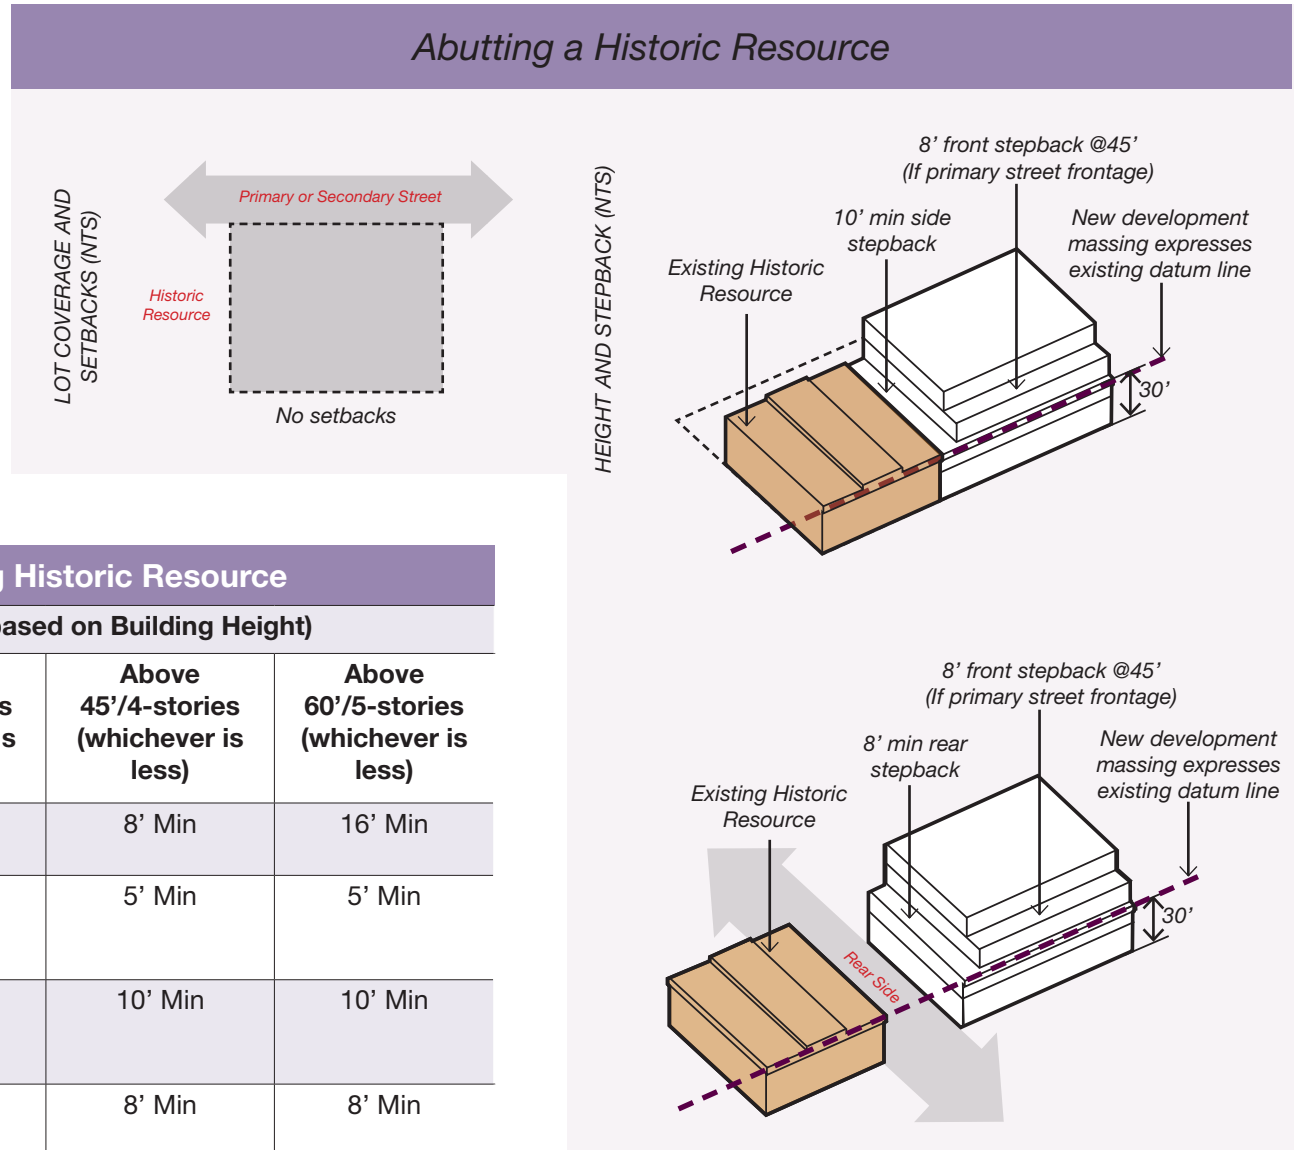 Abutting a Historic Resource
LOT COVERAGE AND
SETBACKS (NTS)
Primary or Secondary Street
Historic
Resource
No setbacks
HEIGHT AND STEPBACK (NTS)
8’ front stepback @45’
(If primary street frontage)
10’ min side
stepback
New development
massing expresses
existing datum line
Existing Historic
Resource
30’
Historic Resource
based on Building Height)
Above
45’/4-stories
(whichever is
less)
Above
60’/5-stories
(whichever is
less)
8’ Min
16’ Min
5’ Min
5’ Min
10’ Min
10’ Min
8’ Min
8’ Min
8’ front stepback @45’
(If primary street frontage)
8’ min rear
stepback
New development
massing expresses
existing datum line
Existing Historic
Resource
30’
Rear Side